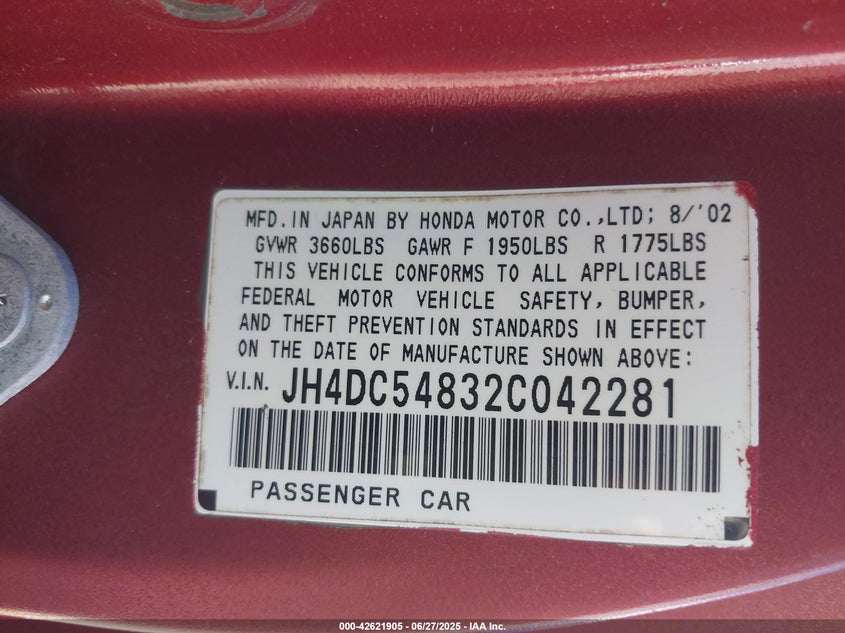 MFD. IN JAPAN BY HONDA MOTOR CO.,LTD; 8/'02
GVWR 3660LBS GAWR F 1950LBS R 1775LBS
THIS VEHICLE CONFORMS TO ALL APPLICABLE
FEDERAL MOTOR VEHICLE SAFETY, BUMPER,
AND THEFT PREVENTION STANDARDS IN EFFECT
ON THE DATE OF MANUFACTURE SHOWN ABOVE:
V.I.N. JH4DC54832C042281
PASSENGER CAR
000-42621905 - 06/27/2025 - IAA Inc.